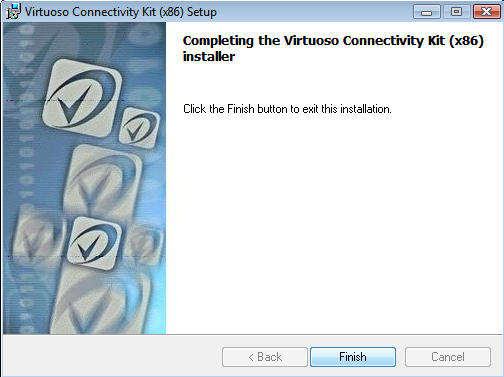 Virtuoso Connectivity Kit (x86) Setup
Completing the Virtuoso Connectivity Kit (x86)
installer
Click the Finish button to exit this installation.
< Back
Finish
Cancel